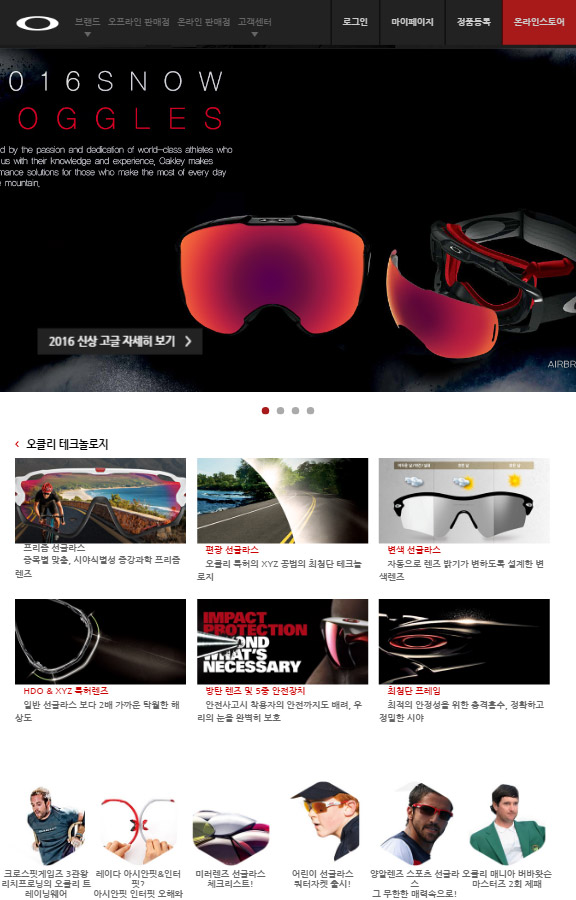 브랜드 오프라인 판매점 온라인 판매점 고객센터 로그인 마이페이지 정품등록 온라인스토어
016SNOW
OGGLES
d by the passion and dedication of world-class athletes who
us with their knowledge and experience, Oakley makes
mance solutions for those who make the most of every day
e mountain.
2016 신상 고글 자세히 보기 >
AIRBR
‹ 오클리 테크놀로지
프리즘 선글라스
종목별 맞춤, 시야식별성 증강과학 프리즘
렌즈
편광 선글라스
오클리 특허의 XYZ 공법의 최첨단 테크놀
로지
변색 선글라스
자동으로 렌즈 밝기가 변하도록 설계한 변
색렌즈
IMPACT
PROTECTION
BEYOND
WHAT'S
NECESSARY
HDO & XYZ 특허렌즈
일반 선글라스 보다 2배 가까운 탁월한 해
상도
방탄 렌즈 및 5중 안전장치
안전사고시 착용자의 안전까지도 배려, 우
리의 눈을 완벽히 보호
최첨단 프레임
최적의 안정성을 위한 충격흡수, 정확하고
정밀한 시야
크로스핏게임즈 3관왕
리치프로닝의 오클리 트
레이닝웨어
레이다 아시안핏&인터
핏?
아시안핏 인터핏 오해와
미러렌즈 선글라스
체크리스트!
어린이 선글라스
쿼터자켓 출시!
양알렌즈 스포츠 선글라
스
그 무한한 매력속으로!
오클리 매니아 버바왓슨
마스터즈 2회 제패